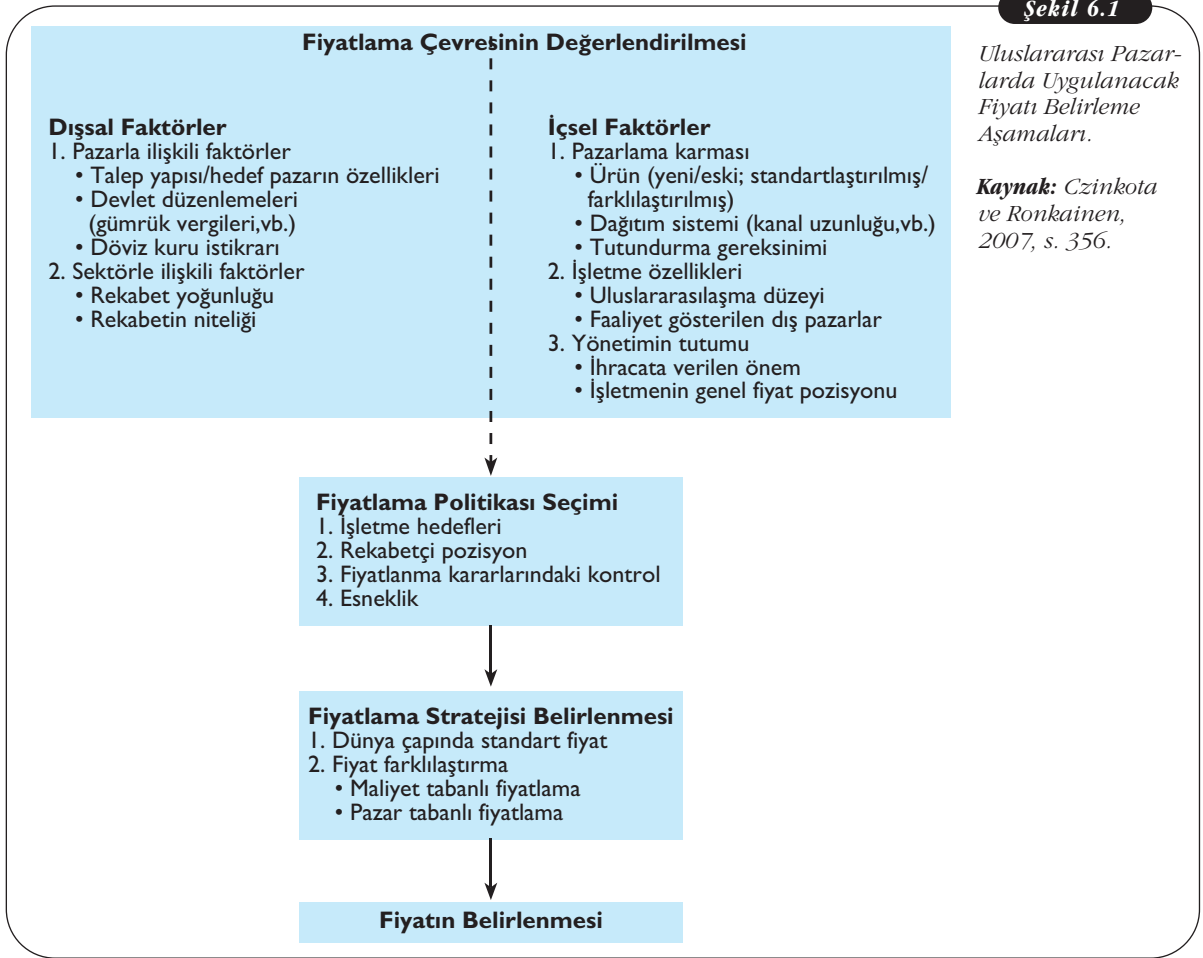 Şekil 6.1
Uluslararası Pazar-
larda Uygulanacak
Fiyatı Belirleme
Aşamaları.
Kaynak: Czinkota
ve Ronkainen,
2007, s. 356.
Fiyatlama Çevresinin Değerlendirilmesi
Dışsal Faktörler
1. Pazarla ilişkili faktörler
• Talep yapısı/hedef pazarın özellikleri
• Devlet düzenlemeleri
(gümrük vergileri,vb.)
• Döviz kuru istikrarı
2. Sektörle ilişkili faktörler
• Rekabet yoğunluğu
• Rekabetin niteliği
İçsel Faktörler
1. Pazarlama karması
• Ürün (yeni/eski; standartlaştırılmış/
farklılaştırılmış)
• Dağıtım sistemi (kanal uzunluğu,vb.)
• Tutundurma gereksinimi
2. İşletme özellikleri
• Uluslararasılaşma düzeyi
• Faaliyet gösterilen dış pazarlar
3. Yönetimin tutumu
• İhracata verilen önem
• İşletmenin genel fiyat pozisyonu
Fiyatlama Politikası Seçimi
1. İşletme hedefleri
2. Rekabetçi pozisyon
3. Fiyatlanma kararlarındaki kontrol
4. Esneklik
Fiyatlama Stratejisi Belirlenmesi
1. Dünya çapında standart fiyat
2. Fiyat farklılaştırma
• Maliyet tabanlı fiyatlama
• Pazar tabanlı fiyatlama
Fiyatın Belirlenmesi